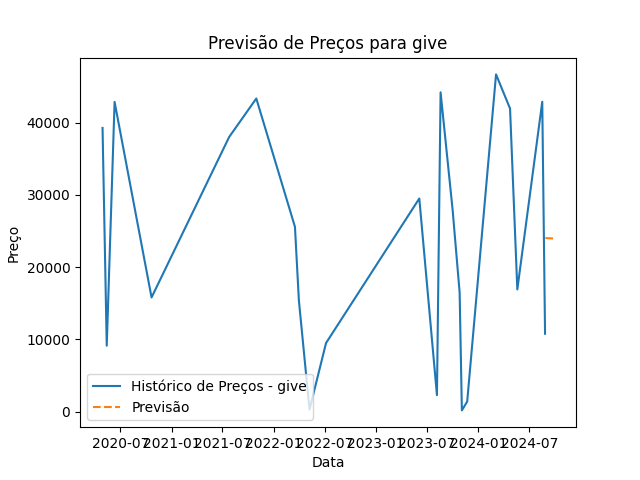 Previsão de Preços para give
Preço
40000
30000
20000
10000
0
Histórico de Preços - give
Previsão
2020-07 2021-01 2021-07 2022-01 2022-07 2023-01 2023-07 2024-01 2024-07
Data